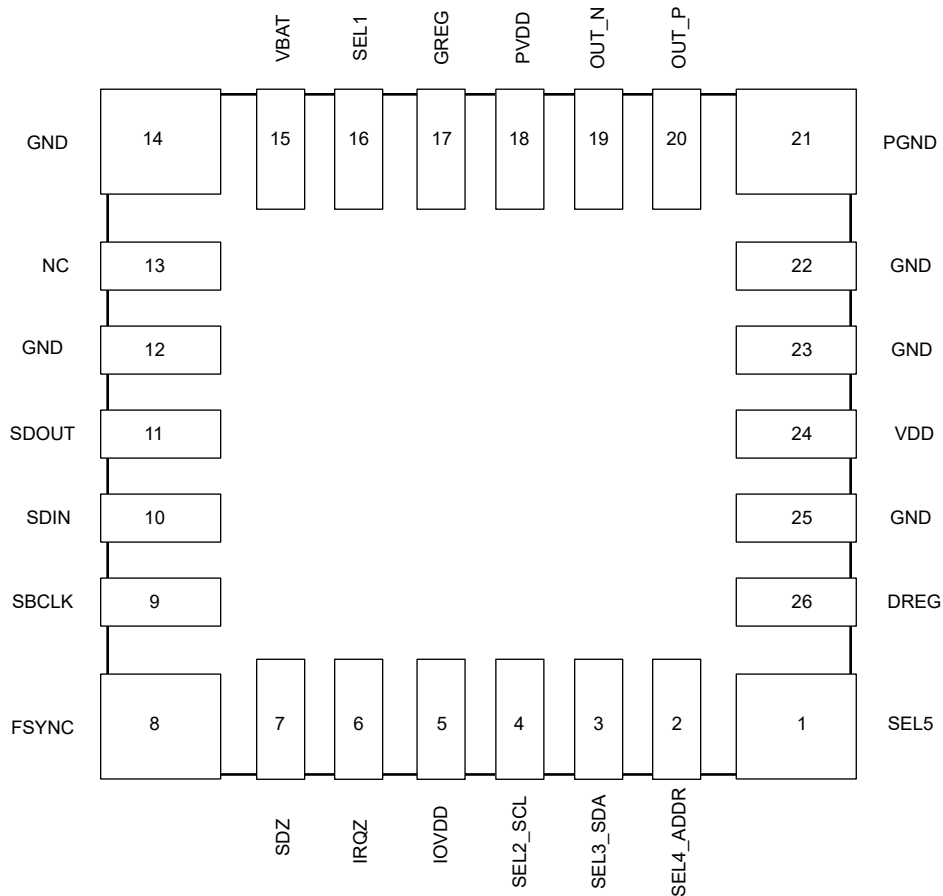 VBAT
SEL1
GREG
PVDD
OUT_N
OUT_P
GND
14
15
16
17
18
19
20
21
PGND
NC
13
22
GND
GND
12
23
GND
SDOUT
11
24
VDD
SDIN
10
25
GND
SBCLK
9
26
DREG
FSYNC
8
7
6
5
4
3
2
1
SEL5
SDZ
IRQZ
IOVDD
SEL2_SCL
SEL3_SDA
SEL4_ADDR